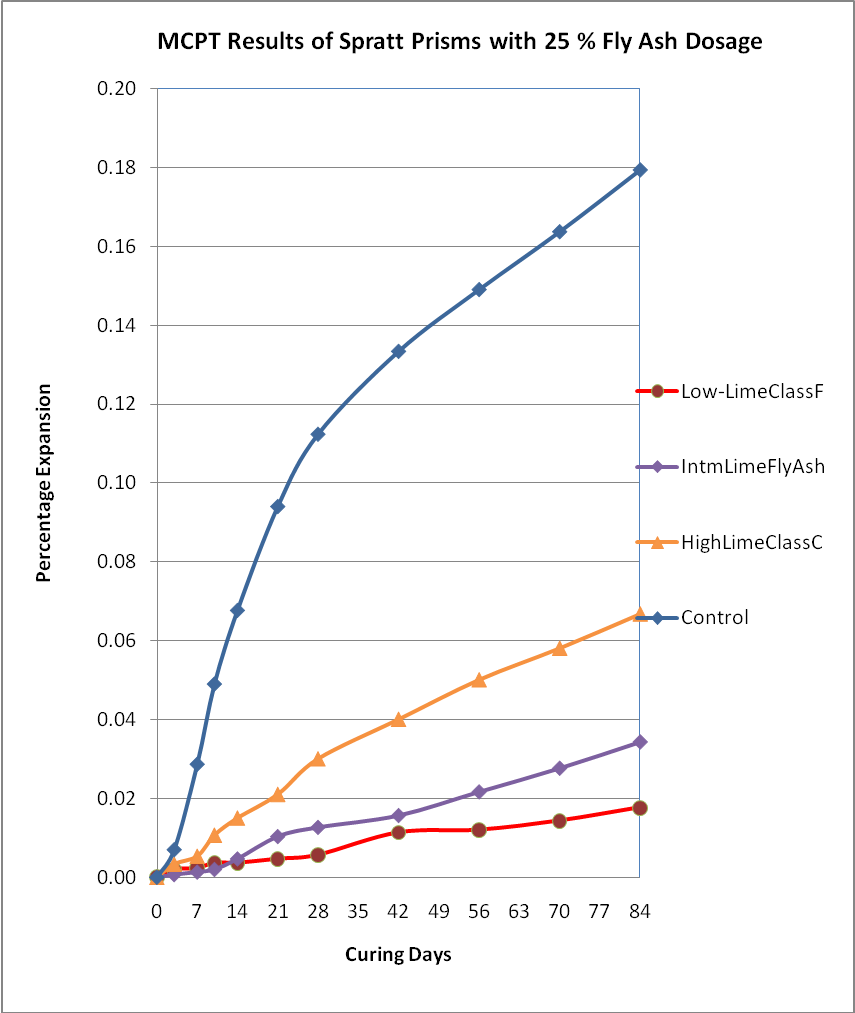 MCPT Results of Spratt Prisms with 25 % Fly Ash Dosage
0.20
0.18
0.16
0.14
0.12
0.10
0.08
0.06
0.04
0.02
0.00
Percentage Expansion
0 7 14 21 28 35 42 49 56 63 70 77 84
Curing Days
Low-LimeClassF
IntmLimeFlyAsh
HighLimeClassC
Control